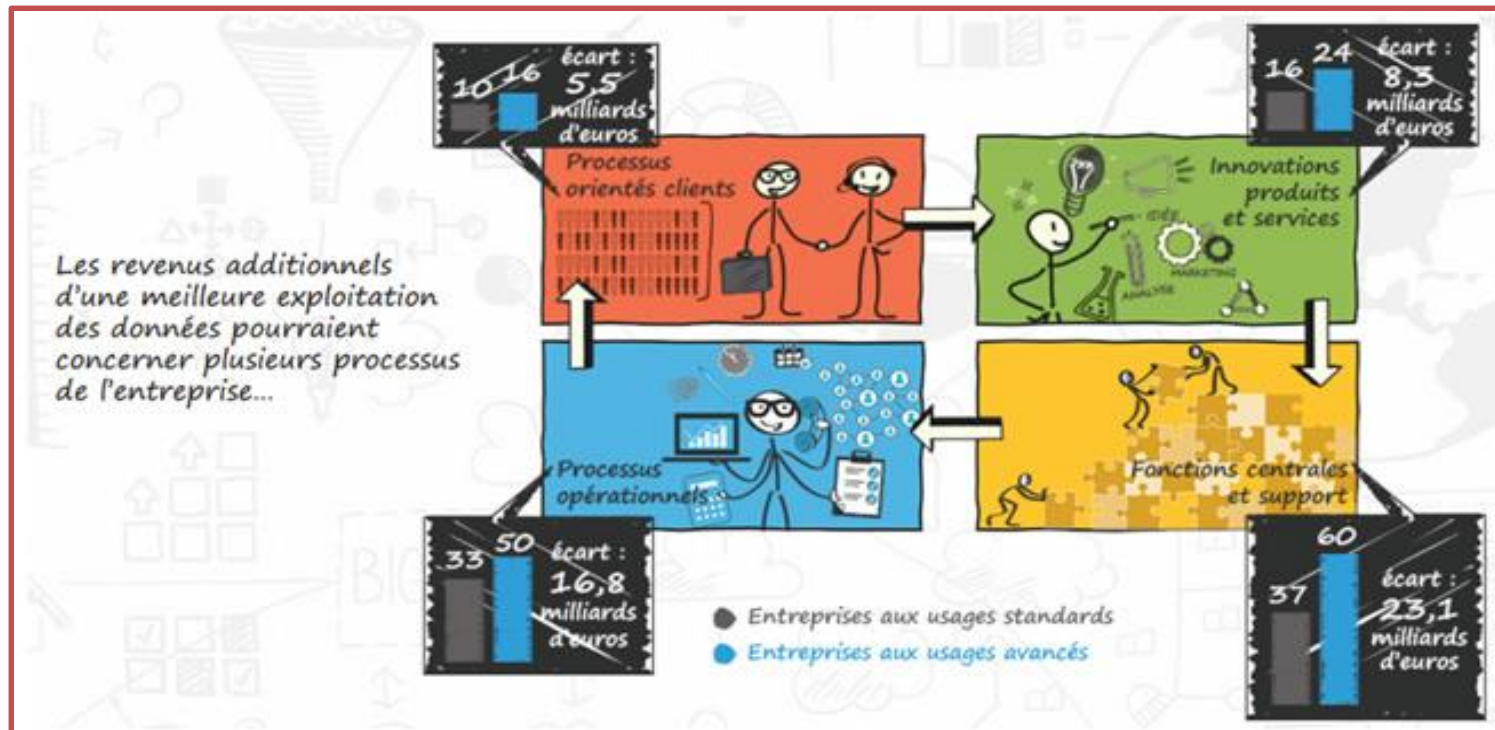 10
16
écart :
5,5
milliards
d'euros
16
24
écart :
8,3
milliards
d'euros
Processus
orientés clients
Innovations
produits
et services
IDÉE
MARKETING
ANALYSE
Les revenus additionnels
d'une meilleure exploitation
des données pourraient
concerner plusieurs processus
de l'entreprise...
Processus
opérationnels
Fonctions centrales
et support
33
50
écart :
16,8
milliards
d'euros
37
60
écart :
23,1
milliards
d'euros
Entreprises aux usages standards
Entreprises aux usages avancés